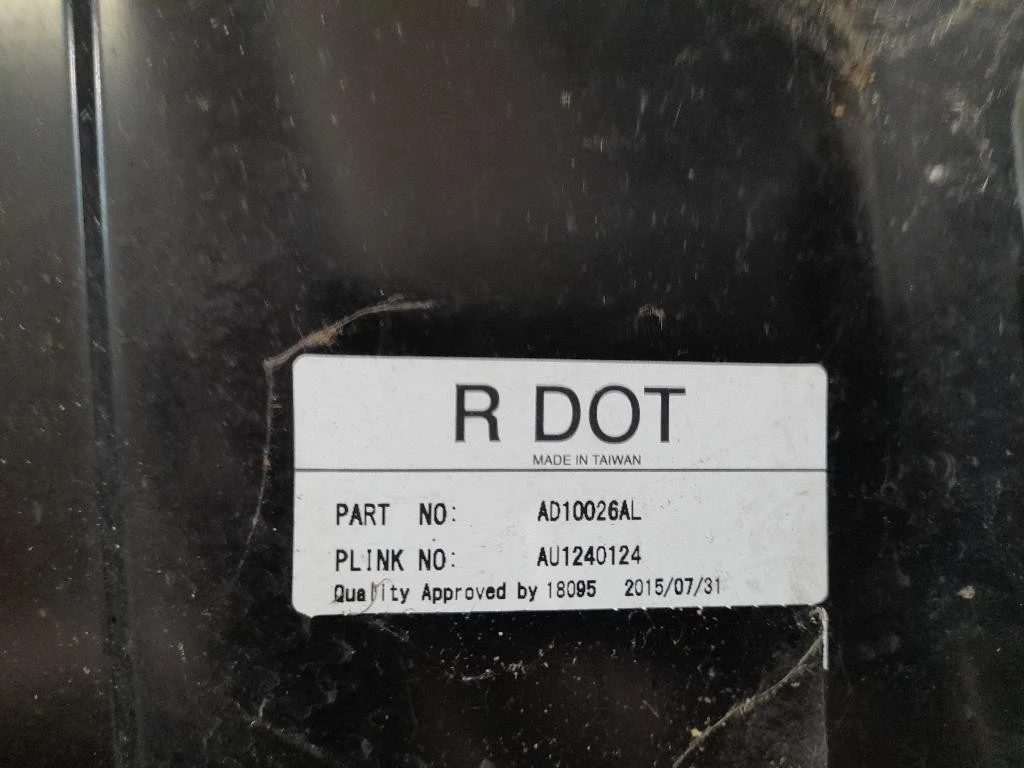 R DOT
MADE IN TAIWAN
PART NO: AD10026AL
PLINK NO: AU1240124
Quality Approved by 18095 2015/07/31